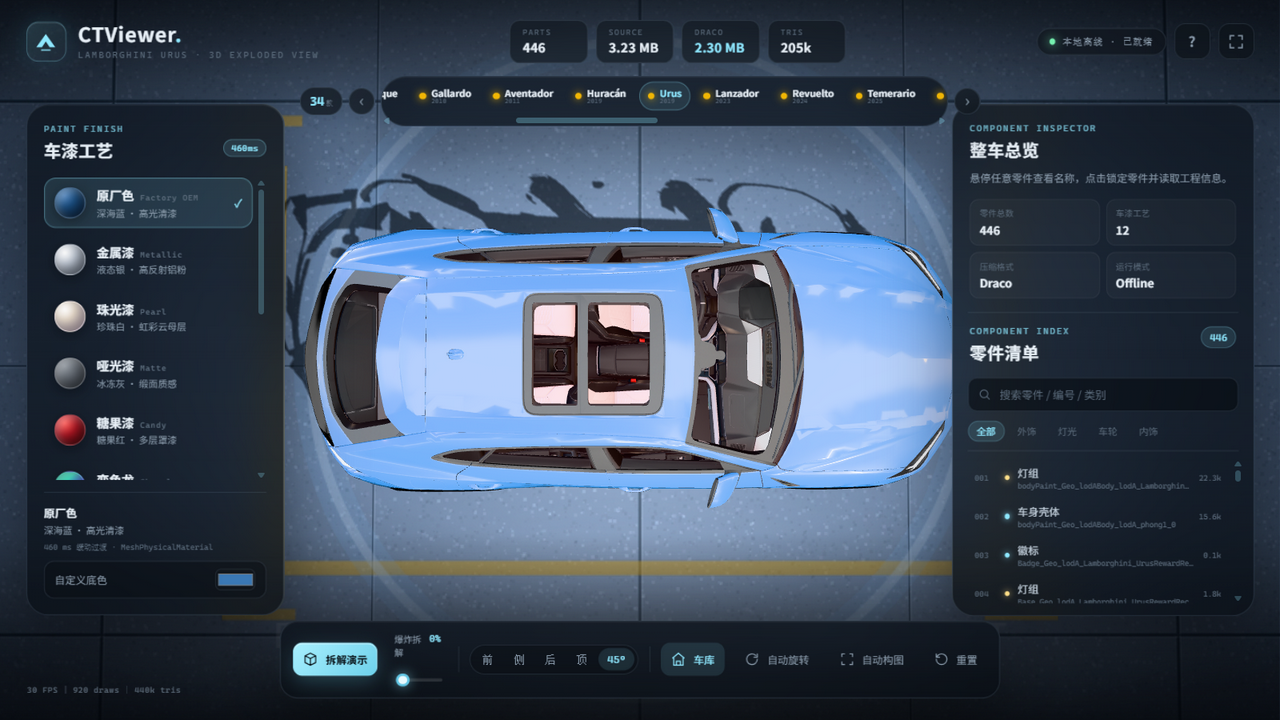 CTViewer.
LAMBORGHINI URUS · 3D EXPLODED VIEW
PARTS
446
SOURCE
3.23 MB
DRACO
2.30 MB
TRIS
205k
本地离线 · 已就绪
?
34
que
Gallardo
Aventador
2011
Huracán
2019
Urus
2019
Lanzador
2023
Revuelto
2024
Temerario
2025
PAINT FINISH
车漆工艺
460ms
原厂色 Factory OEM
深海蓝 · 高光清漆
金属漆 Metallic
液态银 · 高反射铝粉
珠光漆 Pearl
珍珠白 · 虹彩云母层
哑光漆 Matte
冰冻灰 · 缎面质感
糖果漆 Candy
糖果红 · 多层罩漆
变色龙
原厂色
深海蓝 · 高光清漆
460 ms 缓动过渡 · MeshPhysicalMaterial
自定义底色
COMPONENT INSPECTOR
整车总览
悬停任意零件查看名称，点击锁定零件并读取工程信息。
零件总数
446
车漆工艺
12
压缩格式
Draco
运行模式
Offline
COMPONENT INDEX
零件清单
446
搜索零件 / 编号 / 类别
全部 外饰 灯光 车轮 内饰
001 灯组 22.3k
bodyPaint_Geo_lodABody_lodA_Lamborghin...
002 车身壳体 15.6k
bodyPaint_Geo_lodABody_lodA_phong1_0
003 徽标 0.1k
Badge_Geo_lodA_Lamborghini_UrusRewardRe...
004 灯组 1.8k
Base_Geo_lodA_Lamborghini_UrusRewardRec...
拆解演示
爆炸拆解 0%
前 侧 后 顶 45°
车库
自动旋转
自动构图
重置
30 FPS | 920 draws | 440k tris